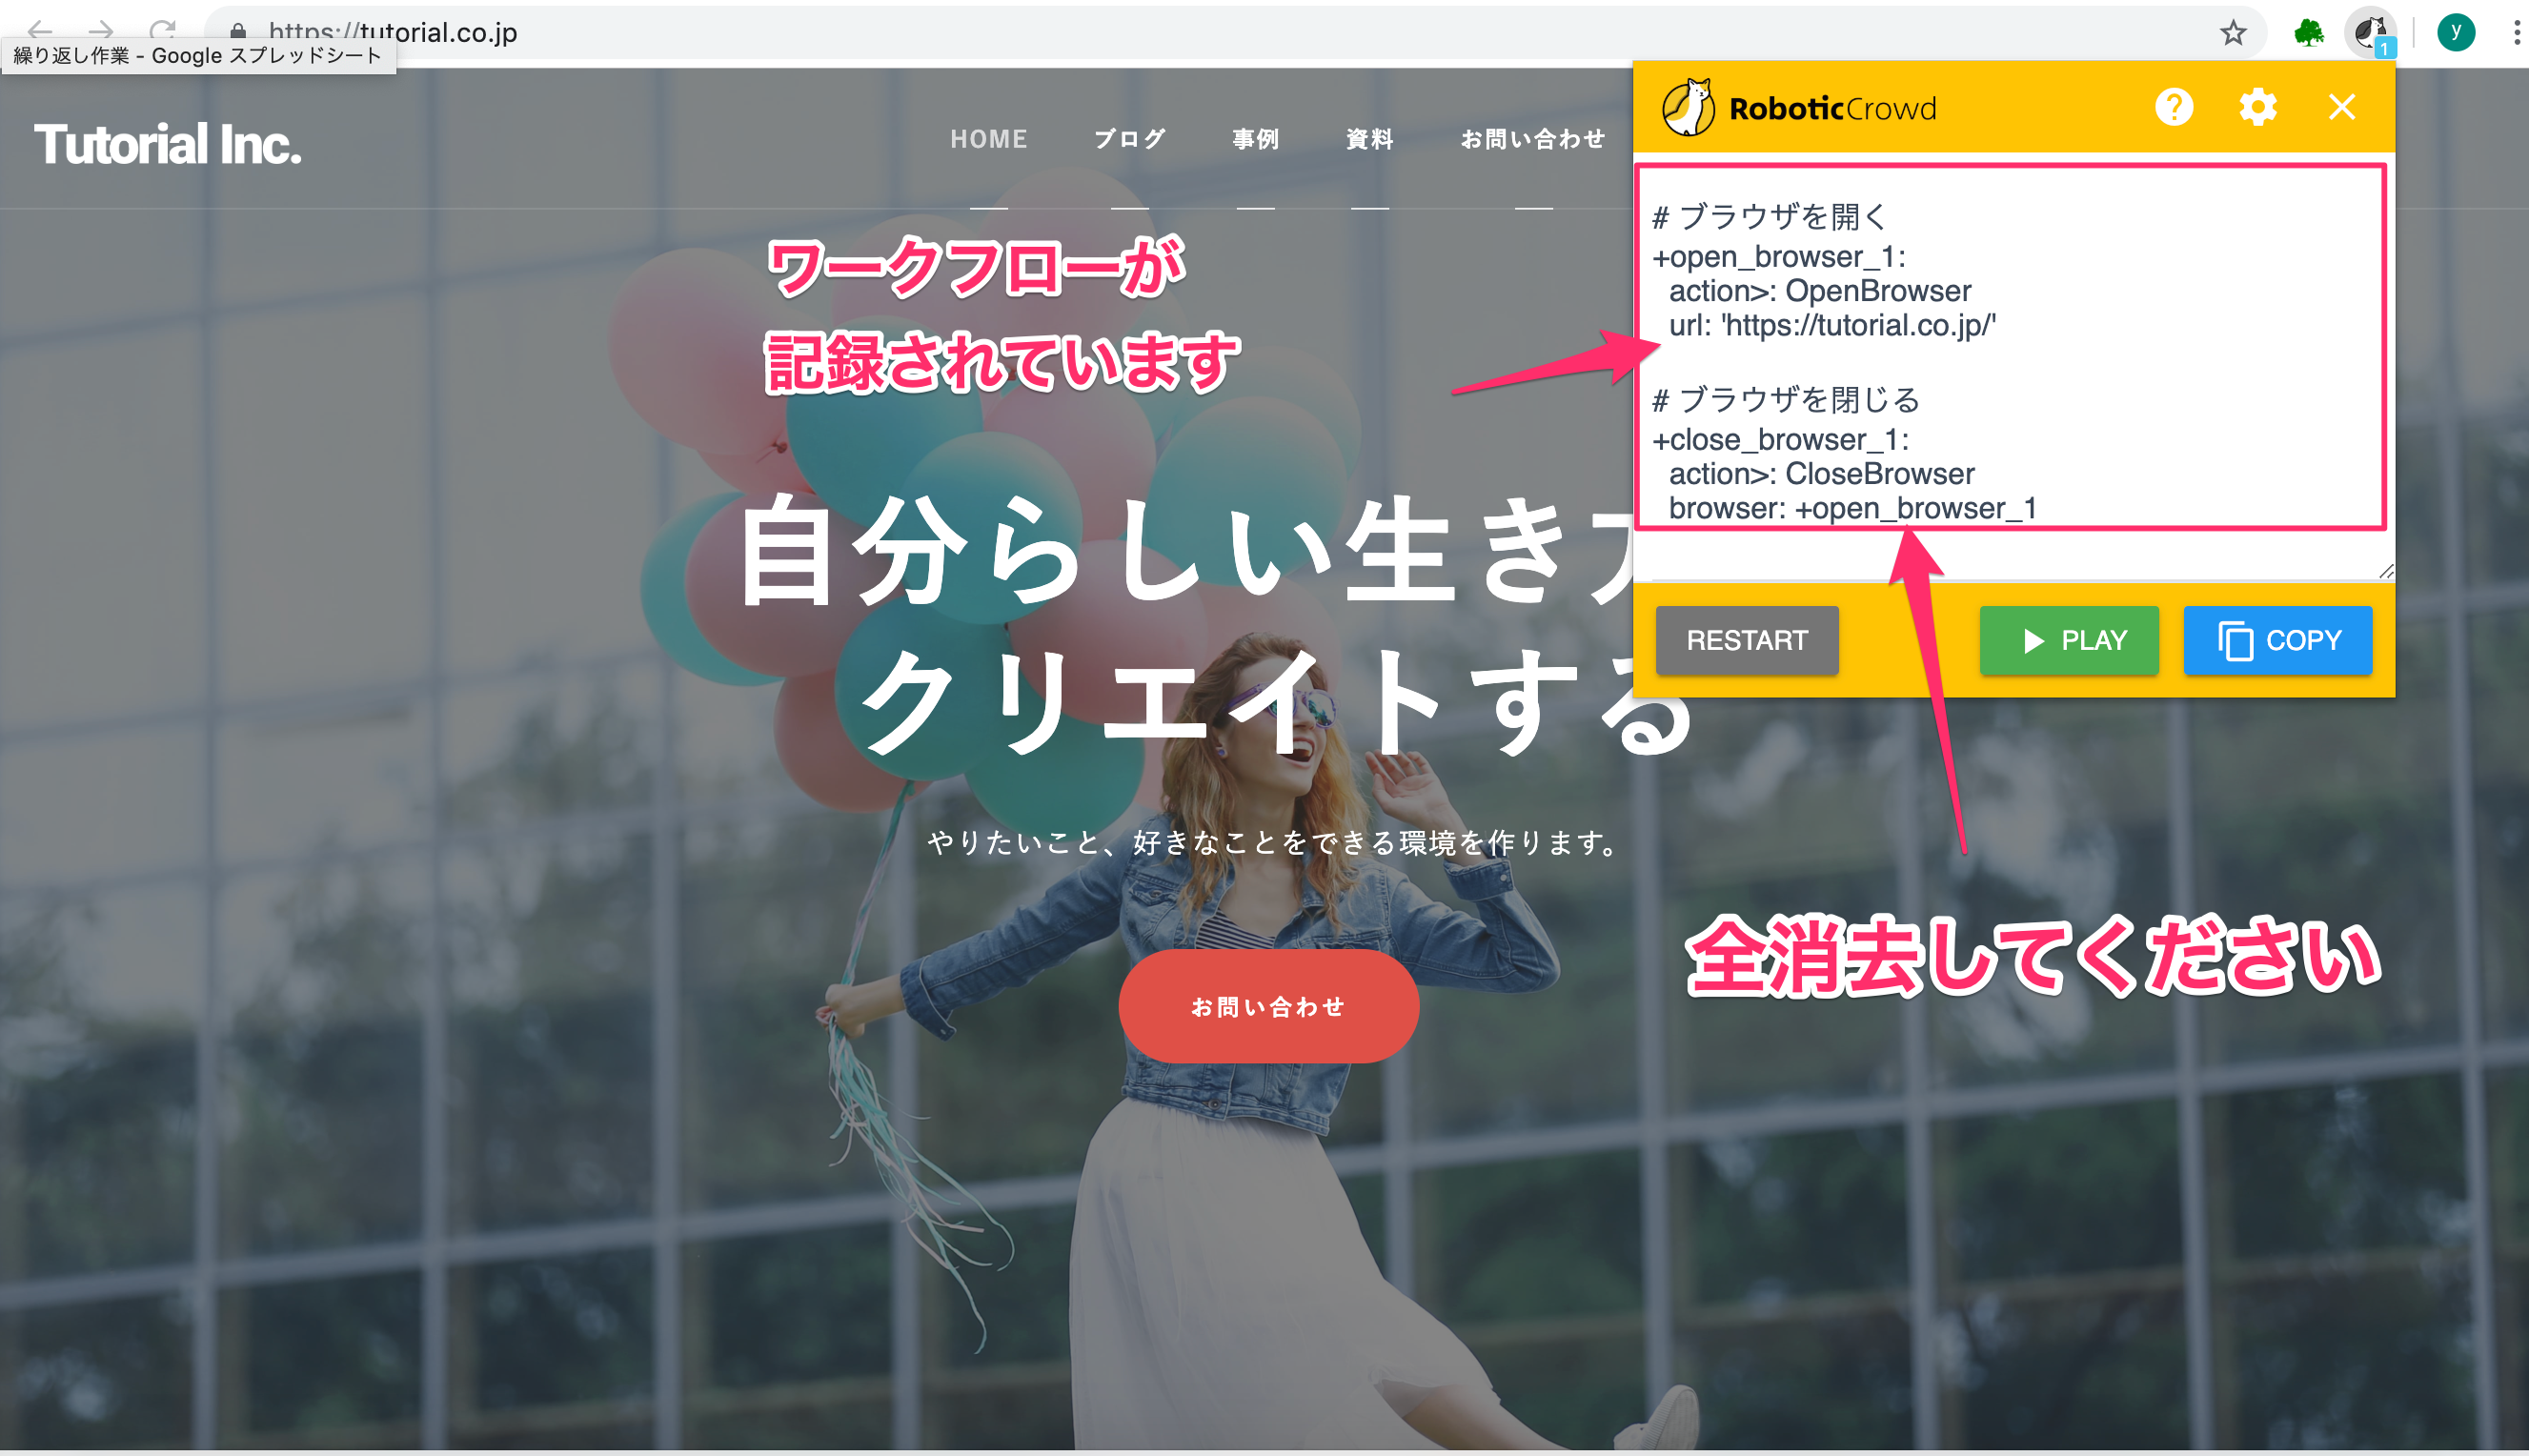 https://tutorial.co.jp
繰り返し作業 - Google スプレッドシート
1
y
Tutorial Inc.
HOME ブログ 事例 資料 お問い合わせ
RoboticCrowd
?
# ブラウザを開く
+open_browser_1:
action>: OpenBrowser
url: 'https://tutorial.co.jp/'
# ブラウザを閉じる
+close_browser_1:
action>: CloseBrowser
browser: +open_browser_1
RESTART PLAY COPY
ワークフローが
記録されています
自分らしい生き
クリエイトする
やりたいこと、好きなことをできる環境を作ります。
お問い合わせ
全消去してください